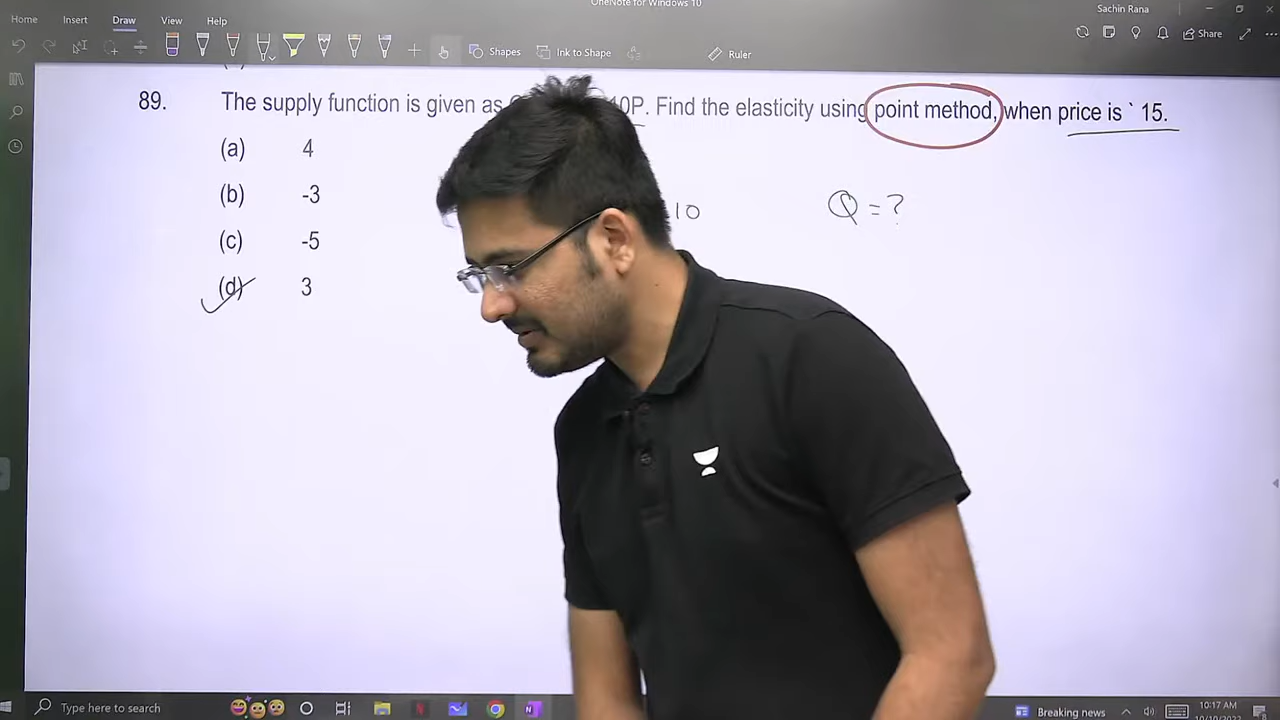 OneNote for Windows 10
Sachin Rana
Home Insert Draw View Help
Shapes Ink to Shape Ruler Share
89. The supply function is given as 10P. Find the elasticity using point method, when price is ` 15.
(a) 4
(b) -3
10 Q = ?
(c) -5
(d) 3
Type here to search
Breaking news
10:17 AM